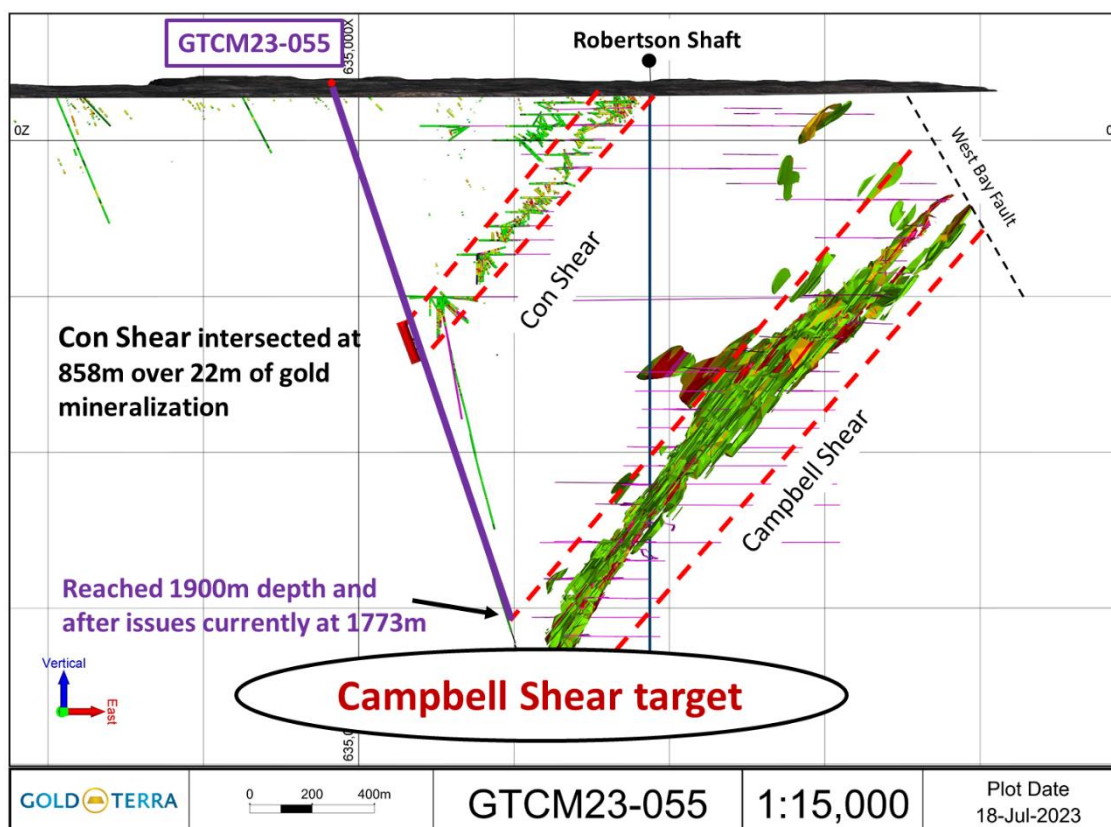 GTCM23-055
635,000X
Robertson Shaft
0Z
0
West Bay Fault
Con Shear
Con Shear intersected at
858m over 22m of gold
mineralization
Campbell Shear
Reached 1900m depth and
after issues currently at 1773m
Vertical
East
Campbell Shear target
GOLD TERRA
0 200 400m
GTCM23-055
1:15,000
Plot Date
18-Jul-2023